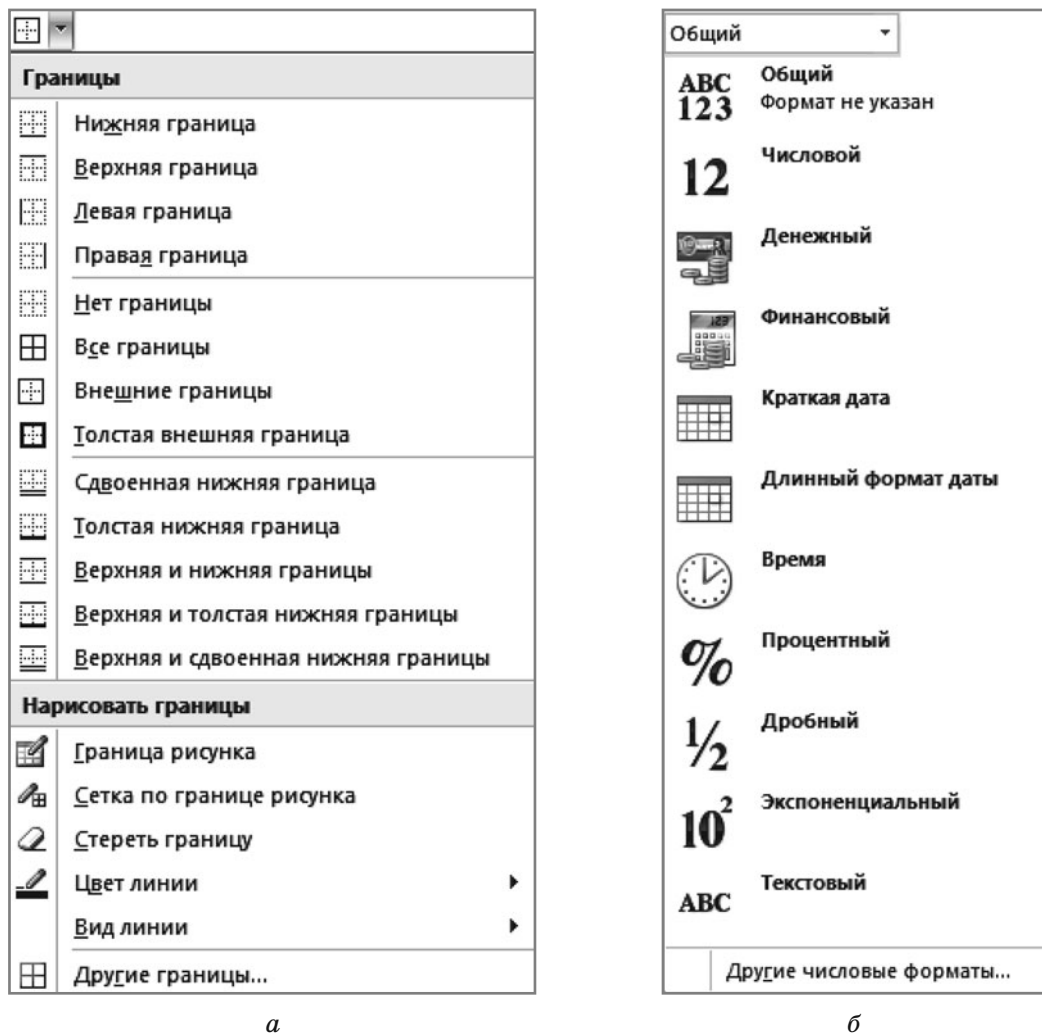 Границы
Нижняя граница
Верхняя граница
Левая граница
Правая граница
Нет границы
Все границы
Внешние границы
Толстая внешняя граница
Сдвоенная нижняя граница
Толстая нижняя граница
Верхняя и нижняя границы
Верхняя и толстая нижняя границы
Верхняя и сдвоенная нижняя границы
Нарисовать границы
Граница рисунка
Сетка по границе рисунка
Стереть границу
Цвет линии
Вид линии
Другие границы...
а
Общий
ABC
123
Общий
Формат не указан
12
Числовой
Денежный
123
Финансовый
Краткая дата
Длинный формат даты
Время
%
Процентный
1/2
Дробный
10²
Экспоненциальный
ABC
Текстовый
Другие числовые форматы...
б